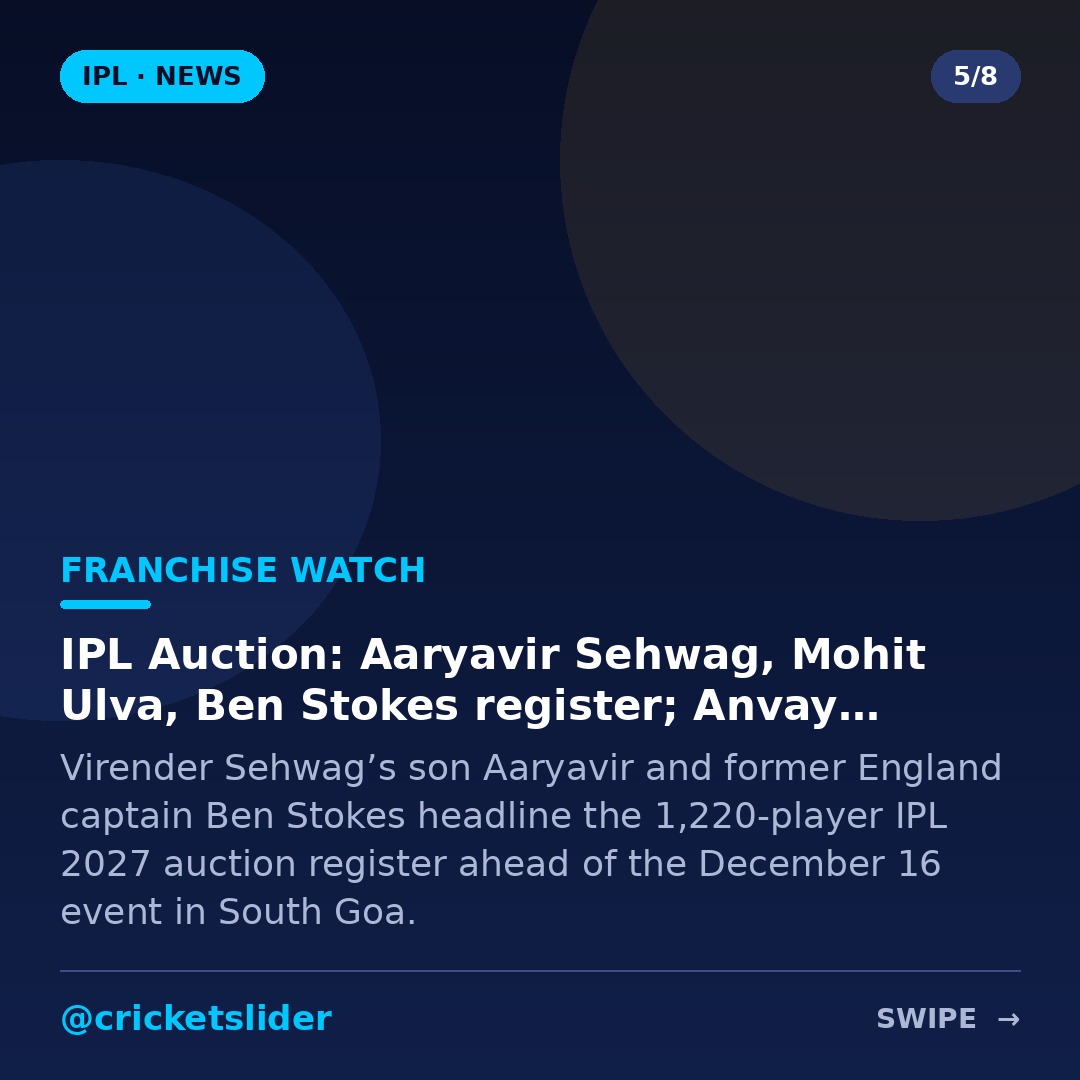 IPL · NEWS
5/8
FRANCHISE WATCH
IPL Auction: Aaryavir Sehwag, Mohit
Ulva, Ben Stokes register; Anvay…
Virender Sehwag’s son Aaryavir and former England
captain Ben Stokes headline the 1,220-player IPL
2027 auction register ahead of the December 16
event in South Goa.
@cricketslider
SWIPE →